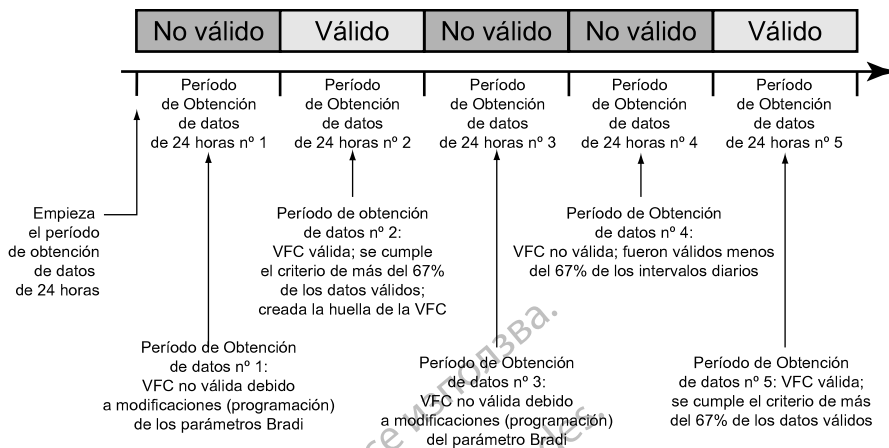 No válido
Válido
No válido
No válido
Válido
Período
de Obtención
de datos
de 24 horas nº 1
Período
de Obtención
de datos
de 24 horas nº 2
Período
de Obtención
de datos
de 24 horas nº 3
Período
de Obtención
de datos
de 24 horas nº 4
Período
de Obtención
de datos
de 24 horas nº 5
Empieza
el período
de obtención
de datos
de 24 horas
Período de obtención
de datos nº 2:
VFC válida; se cumple
el criterio de más del 67%
de los datos válidos;
creada la huella de la VFC
Período de Obtención
de datos nº 4:
VFC no válida; fueron válidos menos
del 67% de los intervalos diarios
Período de Obtención
de datos nº 1:
VFC no válida debido
a modificaciones (programación)
de los parámetros Bradi
Período de Obtención
de datos nº 3:
VFC no válida debido
a modificaciones (programación)
del parámetro Bradi
Período de Obtención
de datos nº 5: VFC válida;
se cumple el criterio de más
del 67% de los datos válidos
се използва.